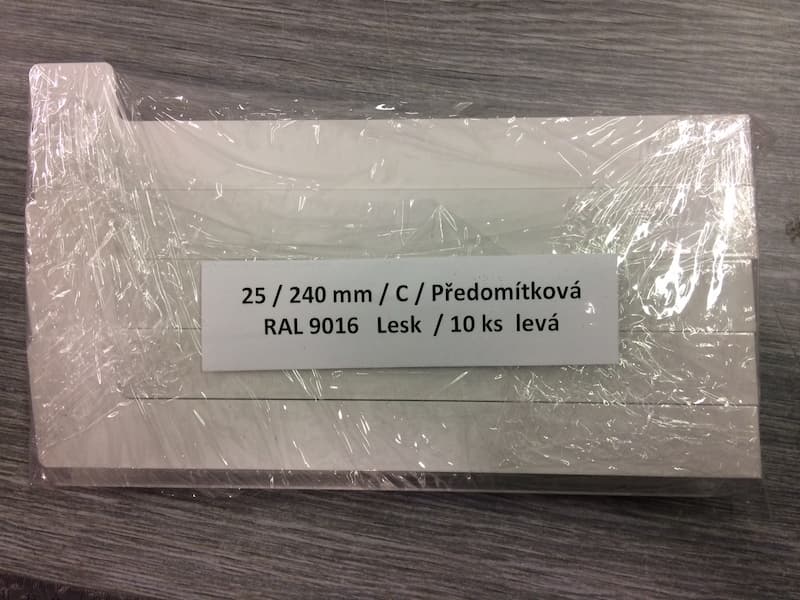 25 / 240 mm / C / Předomítková
RAL 9016 Lesk / 10 ks levá